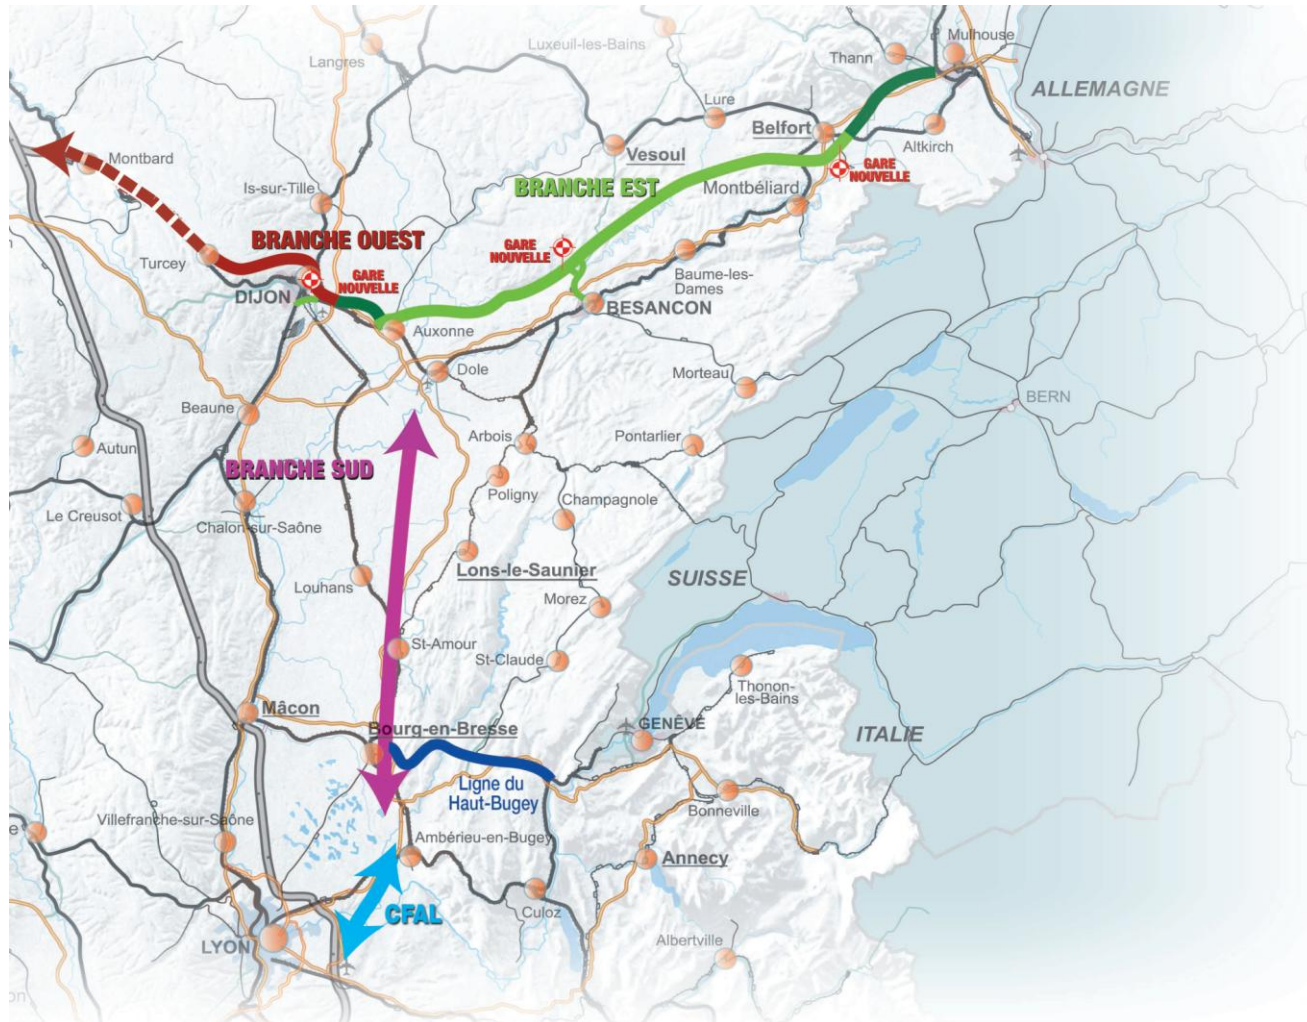 Luxeuil-les-Bains
Mulhouse
Langres
Thann
ALLEMAGNE
Lure
Belfort
Altkirch
Vesoul
Montbard
GARE
NOUVELLE
BRANCHE EST
Montbéliard
Is-sur-Tille
BRANCHE OUEST
GARE
NOUVELLE
Turcey
GARE
NOUVELLE
Baume-les-
Dames
DIJON
BESANCON
Auxonne
Dole
Morteau
BERN
Beaune
Arbois
Pontarlier
Autun
BRANCHE SUD
Poligny
Champagnole
Le Creusot
Chalon-sur-Saône
Lons-le-Saunier
SUISSE
Louhans
Morez
St-Amour
St-Claude
Thonon-
les-Bains
Mâcon
GENÊVE
Bourg-en-Bresse
ITALIE
Ligne du
Haut-Bugey
Bonneville
Villefranche-sur-Saône
Ambérieu-en-Bugey
Annecy
CFAL
Culoz
LYON
Albertville